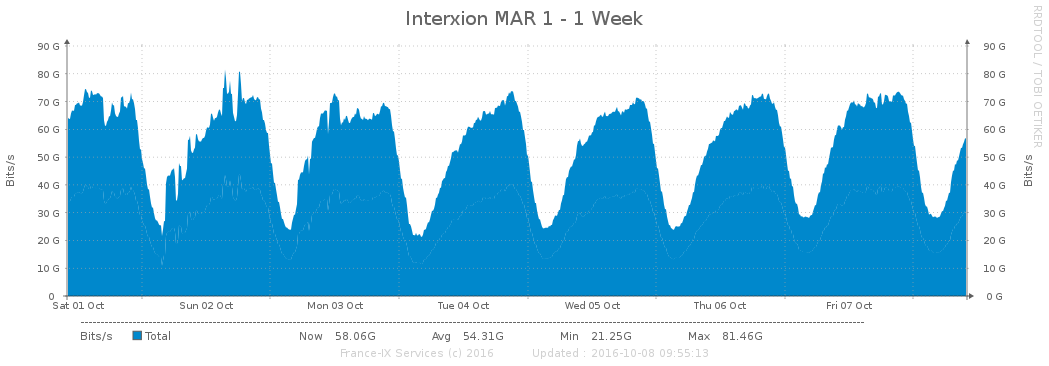 Interxion MAR 1 - 1 Week
RRDTOOL / TOBI OETIKER
Bits/s
90 G 90 G
80 G 80 G
70 G 70 G
60 G 60 G
50 G 50 G
40 G 40 G
30 G 30 G
20 G 20 G
10 G 10 G
0 0 G
Bits/s
Sat 01 Oct Sun 02 Oct Mon 03 Oct Tue 04 Oct Wed 05 Oct Thu 06 Oct Fri 07 Oct
Bits/s Total Now 58.06G Avg 54.31G Min 21.25G Max 81.46G
France-IX Services (c) 2016 Updated : 2016-10-08 09:55:13